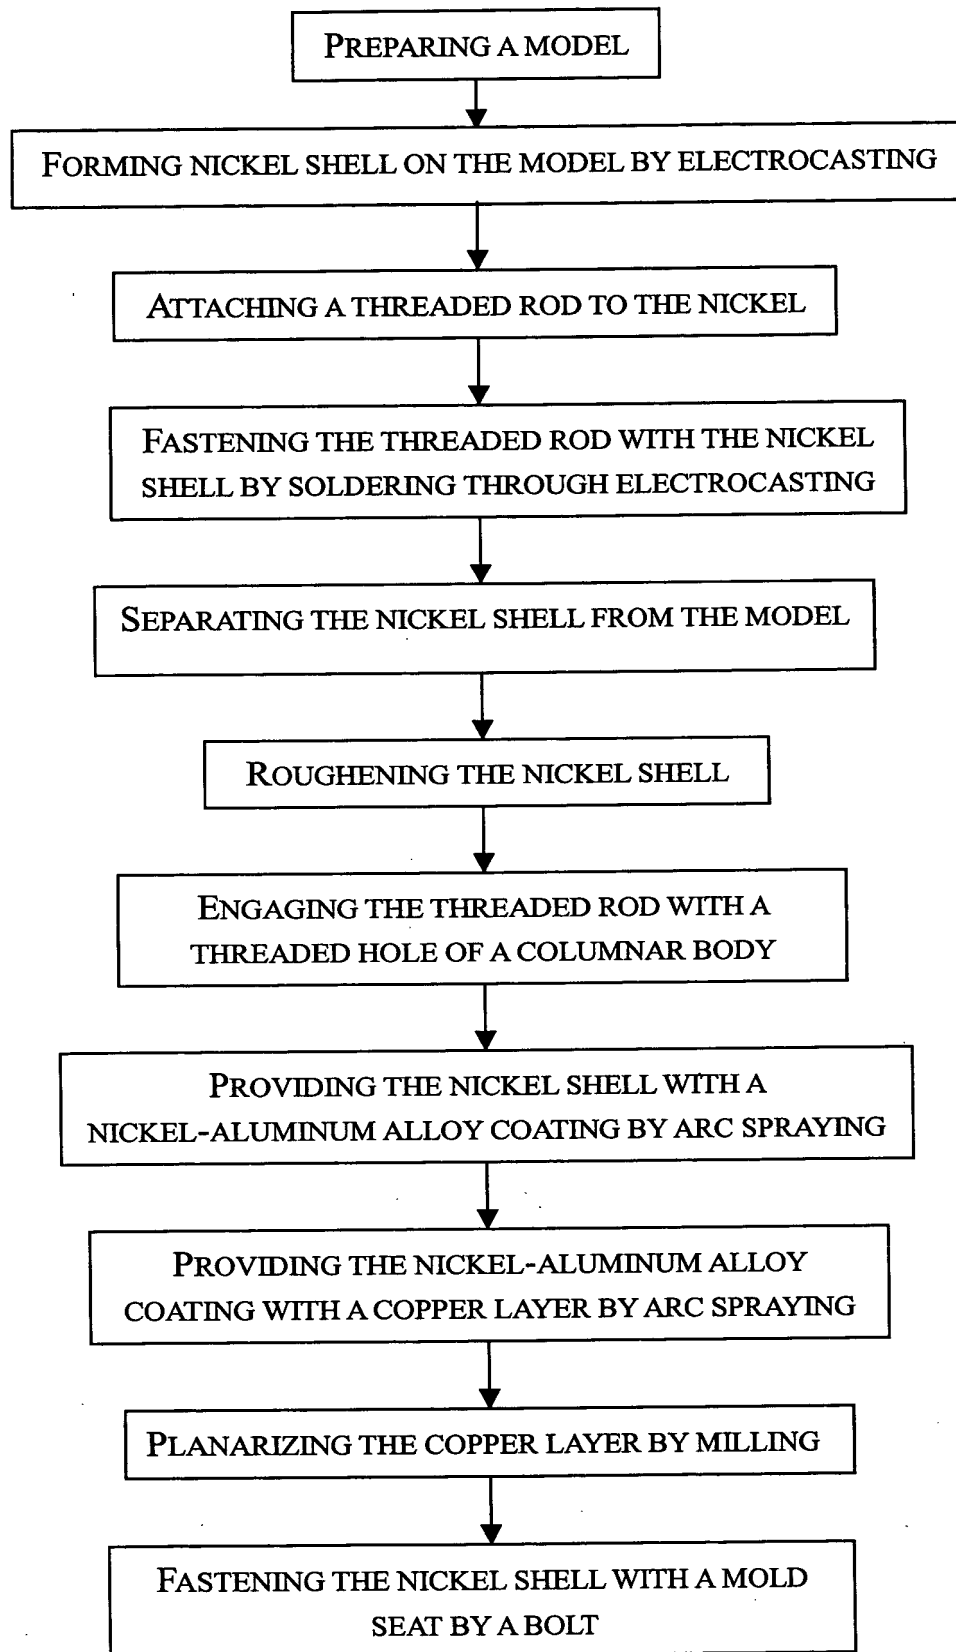 PREPARING A MODEL
FORMING NICKEL SHELL ON THE MODEL BY ELECTROCASTING
ATTACHING A THREADED ROD TO THE NICKEL
FASTENING THE THREADED ROD WITH THE NICKEL
SHELL BY SOLDERING THROUGH ELECTROCASTING
SEPARATING THE NICKEL SHELL FROM THE MODEL
ROUGHENING THE NICKEL SHELL
ENGAGING THE THREADED ROD WITH A
THREADED HOLE OF A COLUMNAR BODY
PROVIDING THE NICKEL SHELL WITH A
NICKEL-ALUMINUM ALLOY COATING BY ARC SPRAYING
PROVIDING THE NICKEL-ALUMINUM ALLOY
COATING WITH A COPPER LAYER BY ARC SPRAYING
PLANARIZING THE COPPER LAYER BY MILLING
FASTENING THE NICKEL SHELL WITH A MOLD
SEAT BY A BOLT